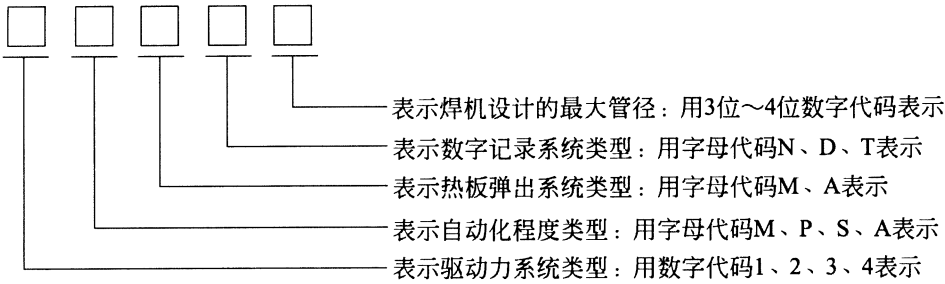 表示焊机设计的最大管径：用3位～4位数字代码表示
表示数字记录系统类型：用字母代码N、D、T表示
表示热板弹出系统类型：用字母代码M、A表示
表示自动化程度类型：用字母代码M、P、S、A表示
表示驱动力系统类型：用数字代码1、2、3、4表示